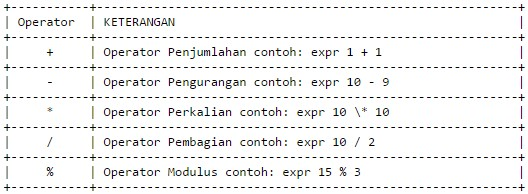 Operator KETERANGAN
+ Operator Penjumlahan contoh: expr 1 + 1
- Operator Pengurangan contoh: expr 10 - 9
* Operator Perkalian contoh: expr 10 \* 10
/ Operator Pembagian contoh: expr 10 / 2
% Operator Modulus contoh: expr 15 % 3